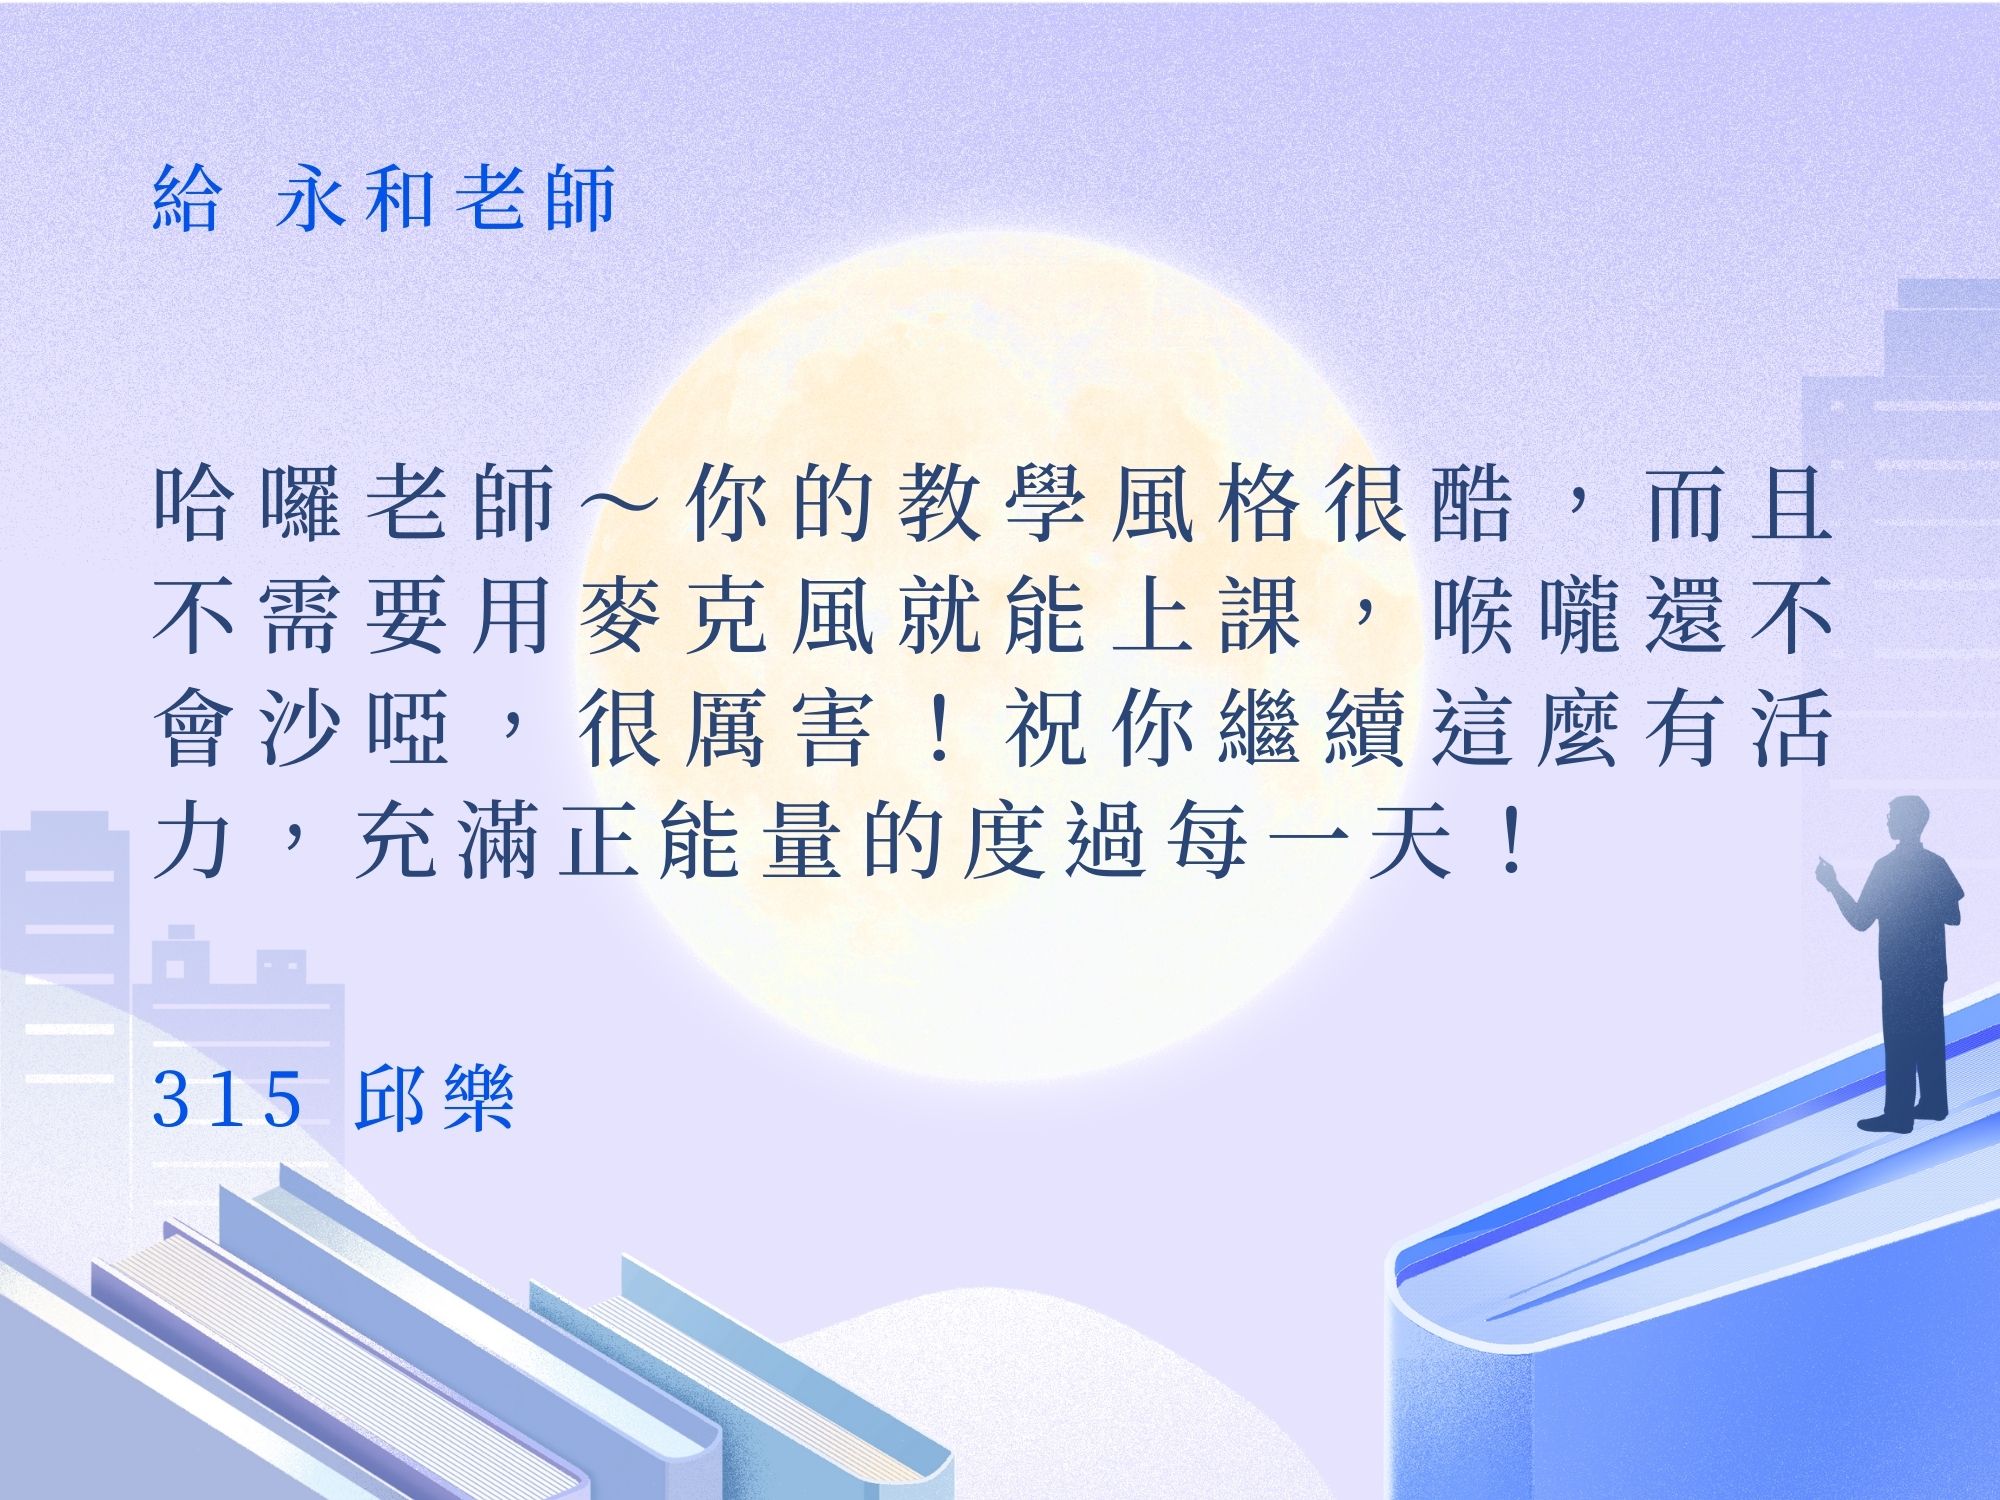 給 永和老師
哈囉老師～你的教學風格很酷，而且
不需要用麥克風就能上課，喉嚨還不
會沙啞，很厲害！祝你繼續這麼有活
力，充滿正能量的度過每一天！
315 邱樂